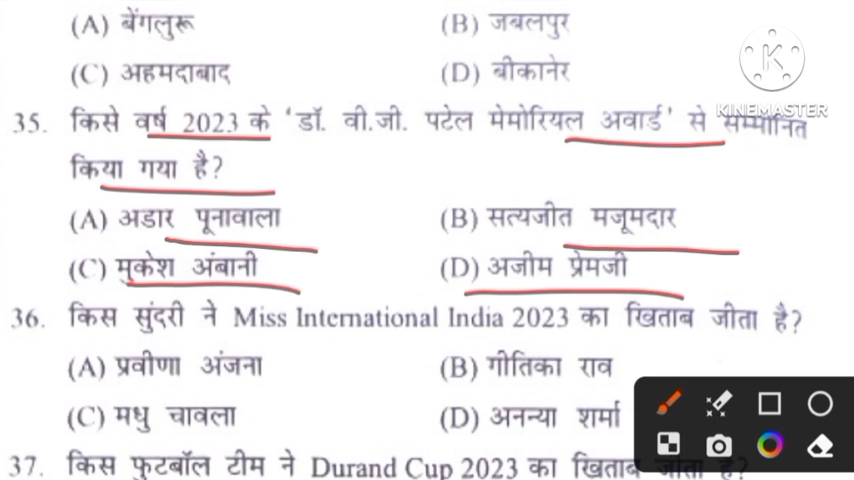 (A) बेंगलुरू (B) जबलपुर
(C) अहमदाबाद (D) बीकानेर
KINEMASTER
35. किसे वर्ष 2023 के ‘डॉ. वी.जी. पटेल मेमोरियल अवार्ड’ से सम्मानित
किया गया है?
(A) अडार पूनावाला (B) सत्यजीत मजूमदार
(C) मुकेश अंबानी (D) अजीम प्रेमजी
36. किस सुंदरी ने Miss International India 2023 का खिताब जीता है?
(A) प्रवीणा अंजना (B) गीतिका राव
(C) मधु चावला (D) अनन्या शर्मा
37. किस फुटबॉल टीम ने Durand Cup 2023 का खिताब जीता है?